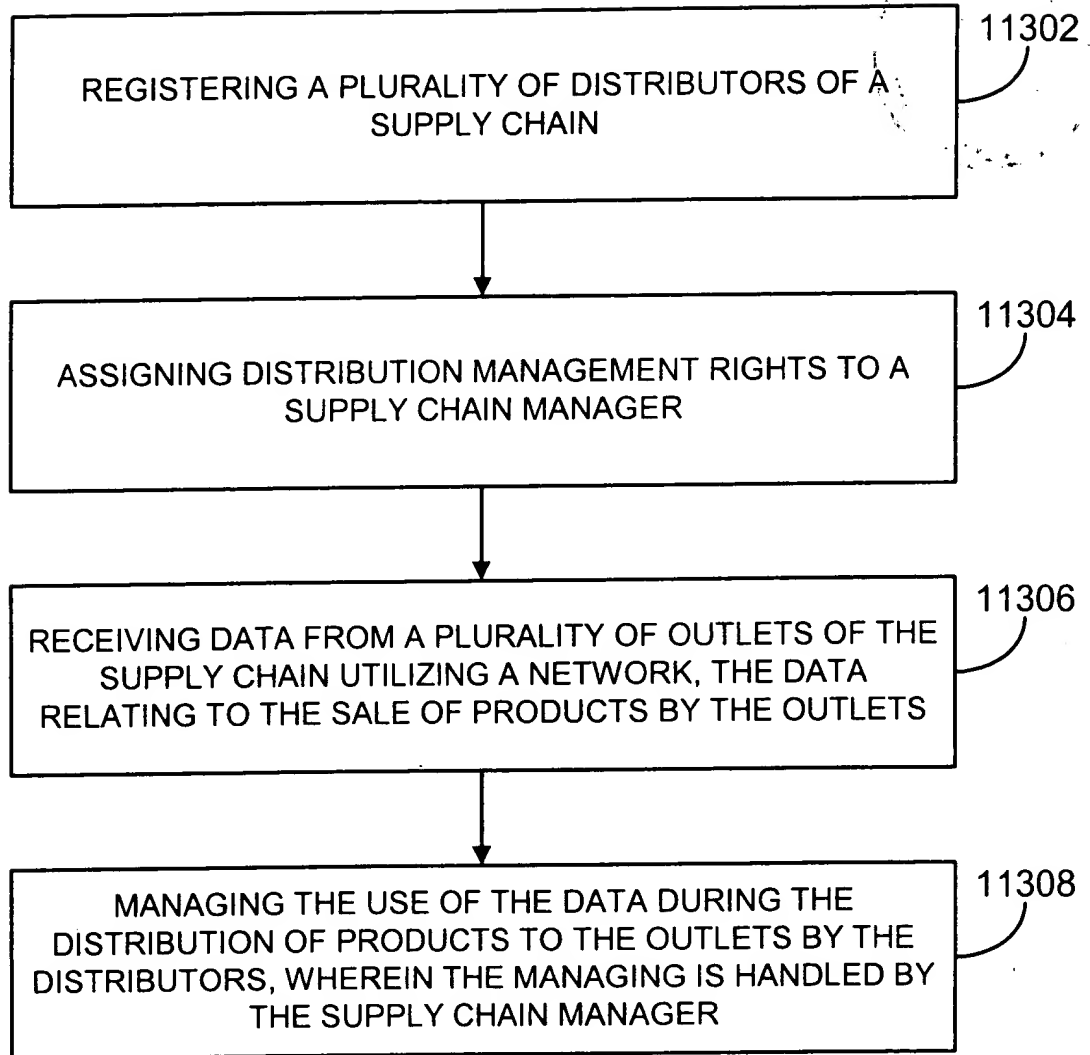 11302
REGISTERING A PLURALITY OF DISTRIBUTORS OF A
SUPPLY CHAIN
11304
ASSIGNING DISTRIBUTION MANAGEMENT RIGHTS TO A
SUPPLY CHAIN MANAGER
11306
RECEIVING DATA FROM A PLURALITY OF OUTLETS OF THE
SUPPLY CHAIN UTILIZING A NETWORK, THE DATA
RELATING TO THE SALE OF PRODUCTS BY THE OUTLETS
11308
MANAGING THE USE OF THE DATA DURING THE
DISTRIBUTION OF PRODUCTS TO THE OUTLETS BY THE
DISTRIBUTORS, WHEREIN THE MANAGING IS HANDLED BY
THE SUPPLY CHAIN MANAGER